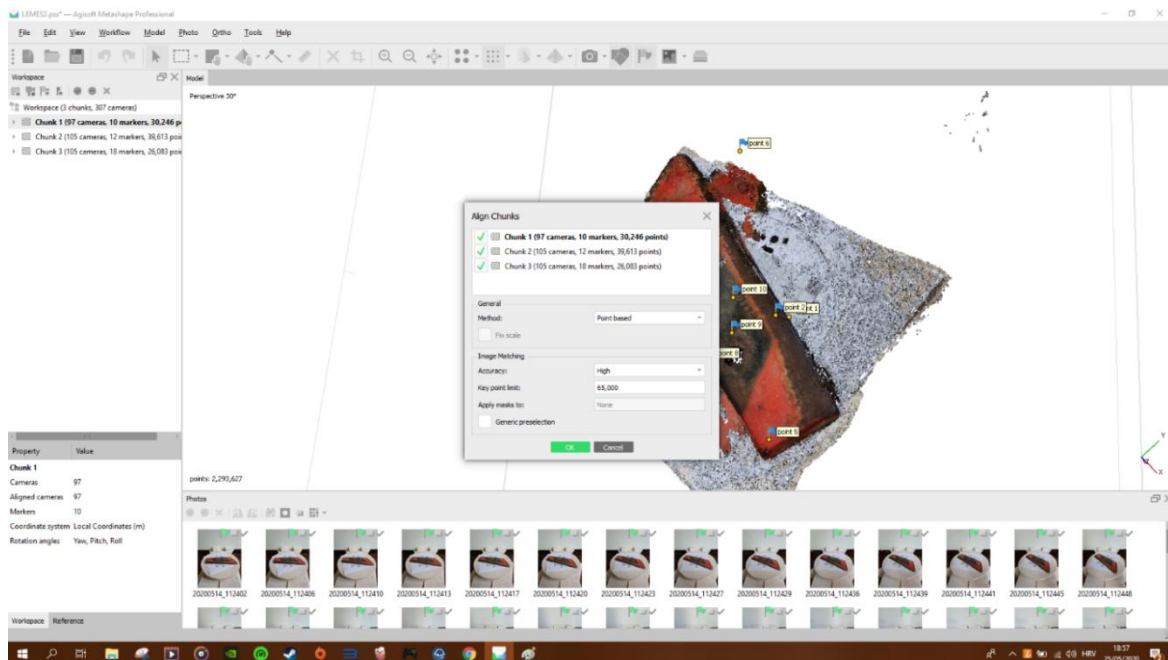 LEMES2.psx* — Agisoft Metashape Professional
File Edit View Workflow Model Photo Ortho Tools Help
Workspace
Model
Workspace (3 chunks, 307 cameras)
Chunk 1 (97 cameras, 10 markers, 30,246 p
Chunk 2 (105 cameras, 12 markers, 39,613 poi
Chunk 3 (105 cameras, 18 markers, 26,083 poi
Perspective 30°
point 6
point 10
point 2
nt 1
point 9
point 8
point 5
Align Chunks
Chunk 1 (97 cameras, 10 markers, 30,246 points)
Chunk 2 (105 cameras, 12 markers, 39,613 points)
Chunk 3 (105 cameras, 18 markers, 26,083 points)
General
Method: Point based
Fix scale
Image Matching
Accuracy: High
Key point limit: 65,000
Apply masks to: None
Generic preselection
OK Cancel
Y
X
points: 2,293,627
Property Value
Chunk 1
Cameras 97
Aligned cameras 97
Markers 10
Coordinate system Local Coordinates (m)
Rotation angles Yaw, Pitch, Roll
Photos
20200514_112402 20200514_112406 20200514_112410 20200514_112413 20200514_112417 20200514_112420 20200514_112423 20200514_112427 20200514_112429 20200514_112436 20200514_112439 20200514_112441 20200514_112445 20200514_112448
Workspace Reference
HRV
18:57
25/05/2020